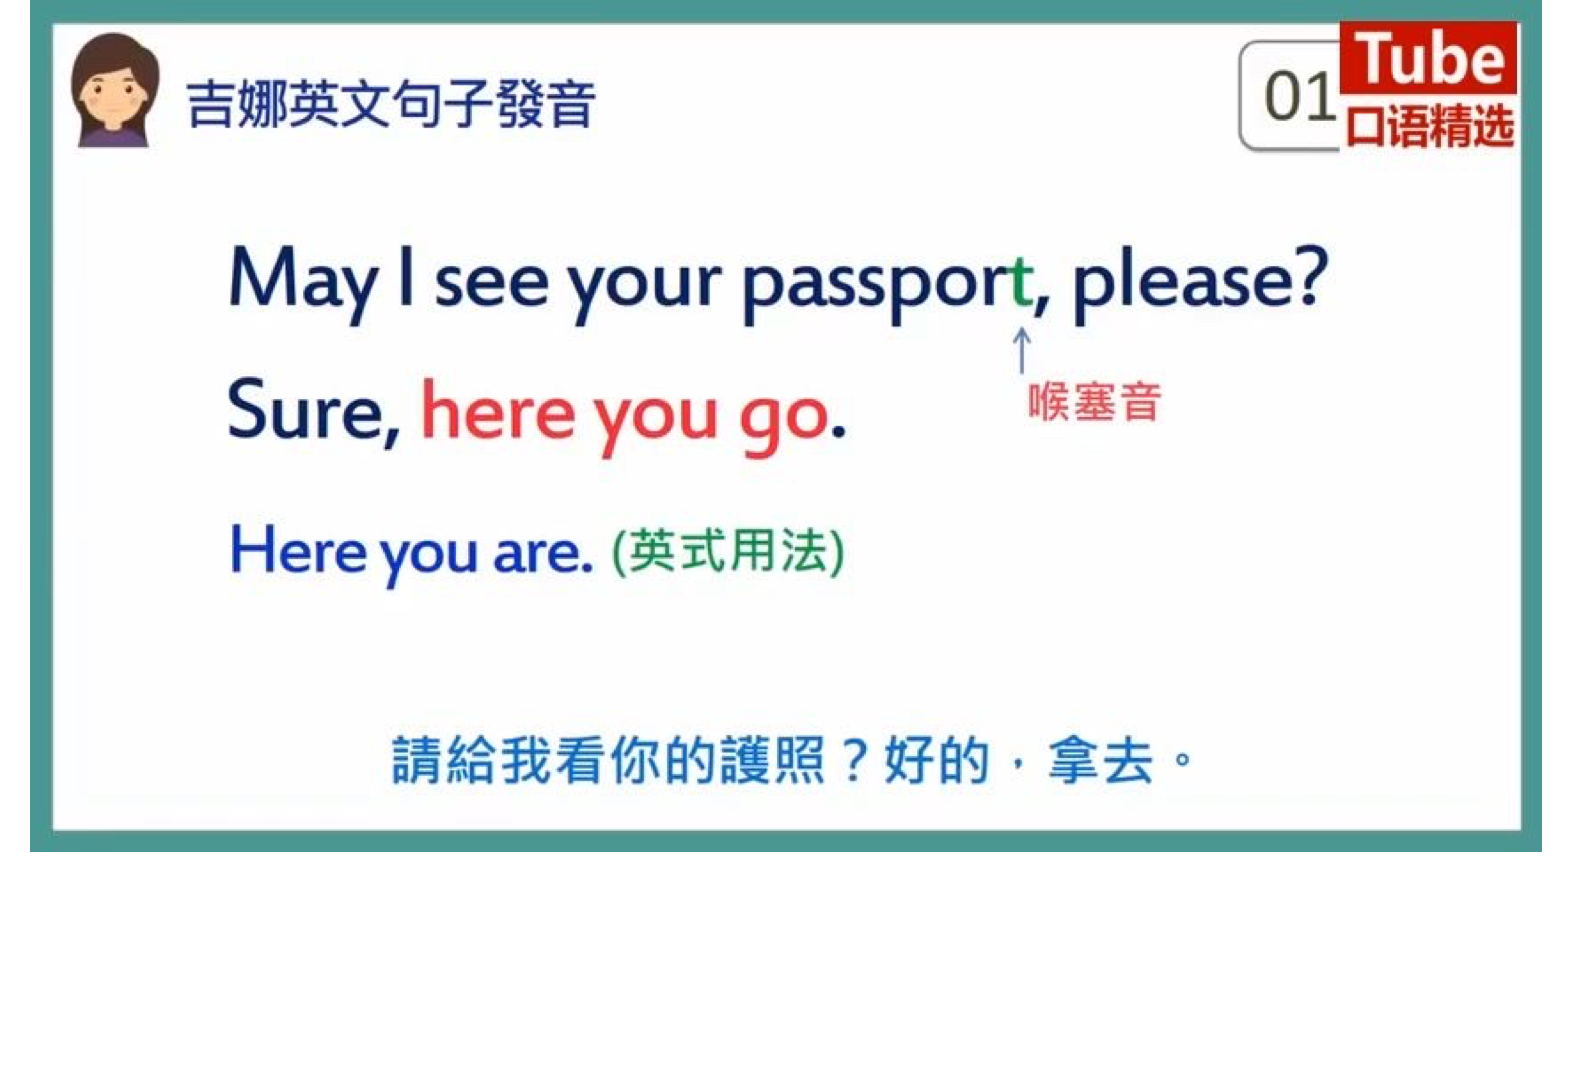 吉娜英文句子發音
01
Tube
口语精选
May I see your passport, please?
喉塞音
Sure, here you go.
Here you are. (英式用法)
請給我看你的護照？好的，拿去。